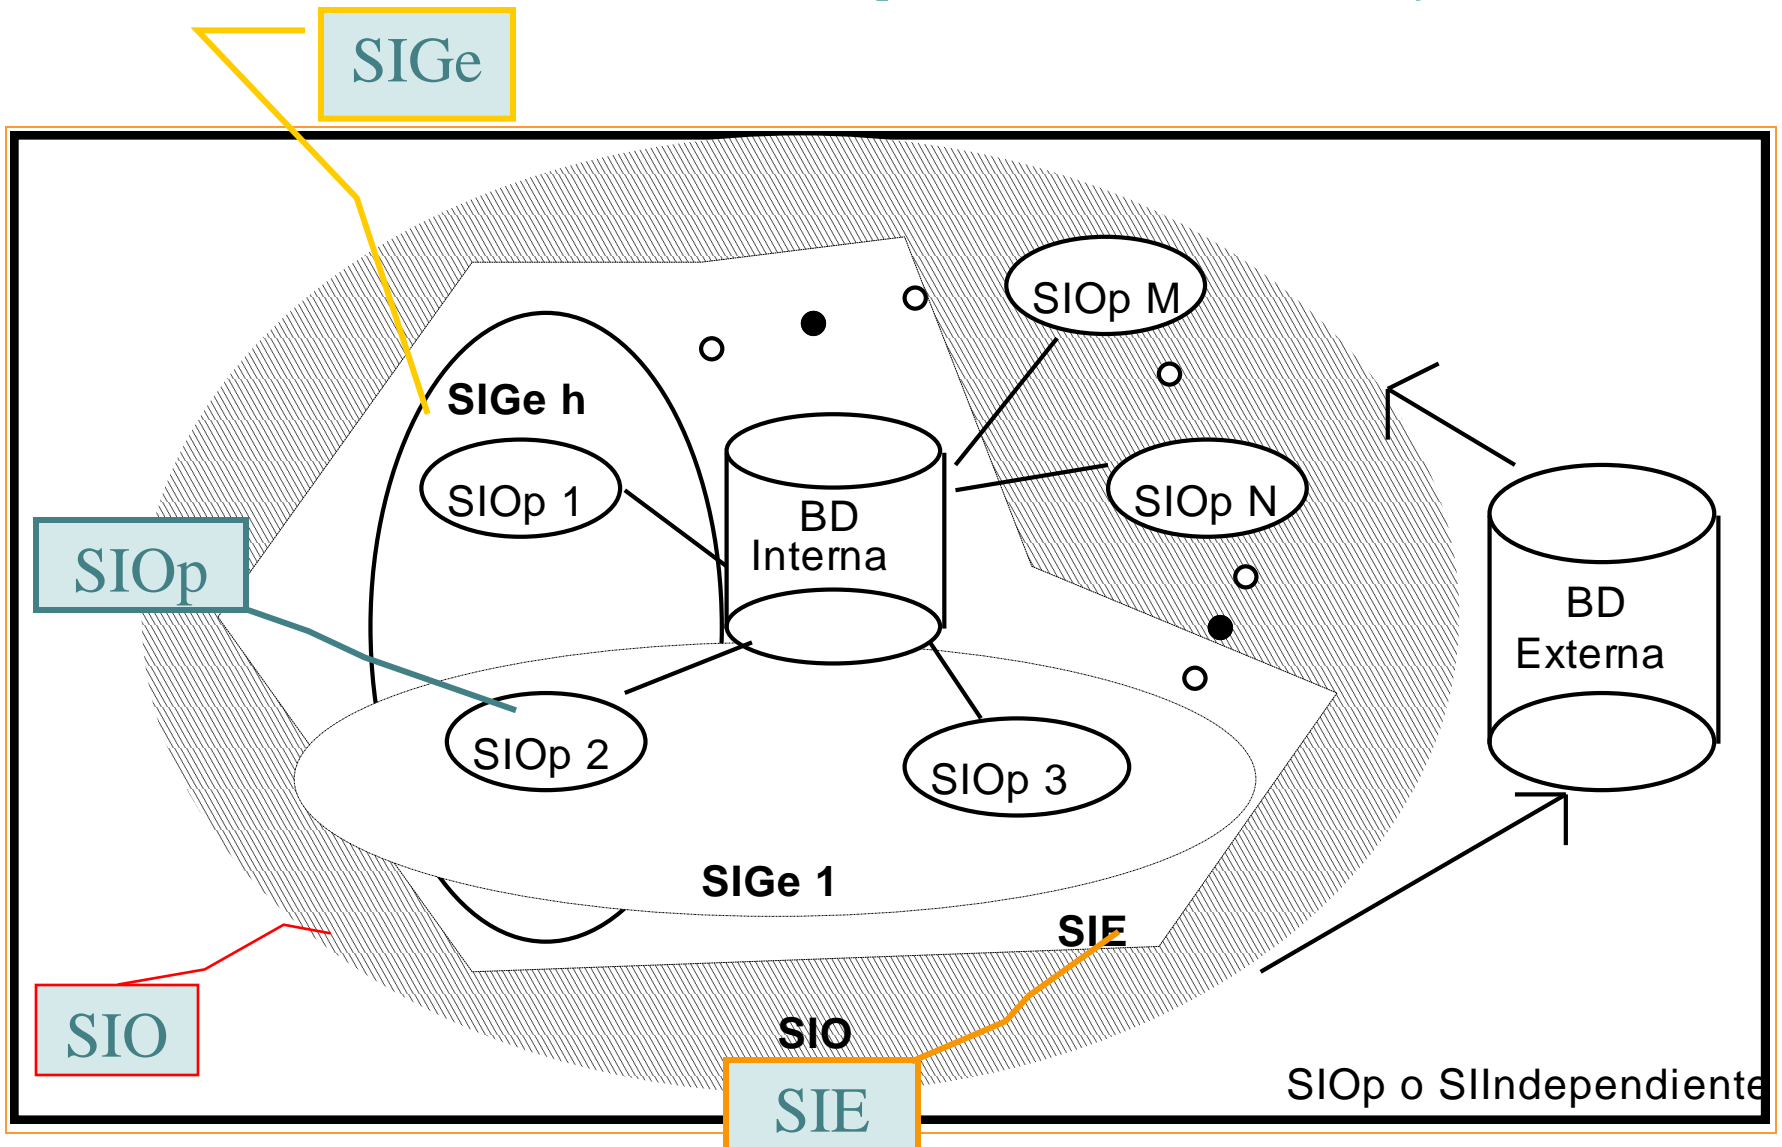 SIGe
SIOp M
SIGe h
SIOp 1
SIOp N
BD
Interna
SIOp
BD
Externa
SIOp 2
SIOp 3
SIGe 1
SIE
SIO
SIO
SIOp o SIIndependiente
SIE